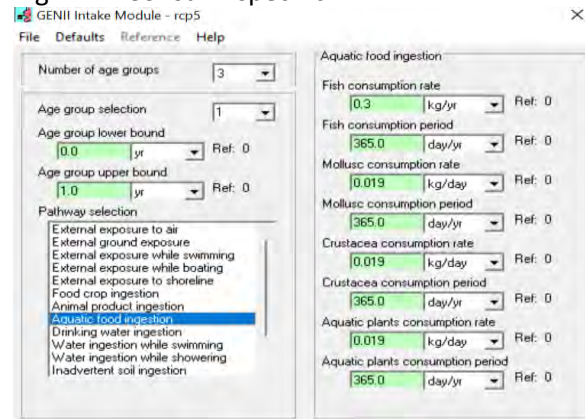 GENII Intake Module - rcp5
File Defaults Reference Help
Number of age groups 3
Age group selection 1
Age group lower bound
0.0 yr Ref: 0
Age group upper bound
1.0 yr Ref: 0
Pathway selection
External exposure to air
External ground exposure
External exposure while swimming
External exposure while boating
External exposure to shoreline
Food crop ingestion
Animal product ingestion
Aquatic food ingestion
Drinking water ingestion
Water ingestion while swimming
Water ingestion while showering
Inadvertent soil ingestion
Aquatic food ingestion
Fish consumption rate
0.3 kg/yr Ref: 0
Fish consumption period
365.0 day/yr Ref: 0
Mollusc consumption rate
0.019 kg/day Ref: 0
Mollusc consumption period
365.0 day/yr Ref: 0
Crustacea consumption rate
0.019 kg/day Ref: 0
Crustacea consumption period
365.0 day/yr Ref: 0
Aquatic plants consumption rate
0.019 kg/day Ref: 0
Aquatic plants consumption period
365.0 day/yr Ref: 0